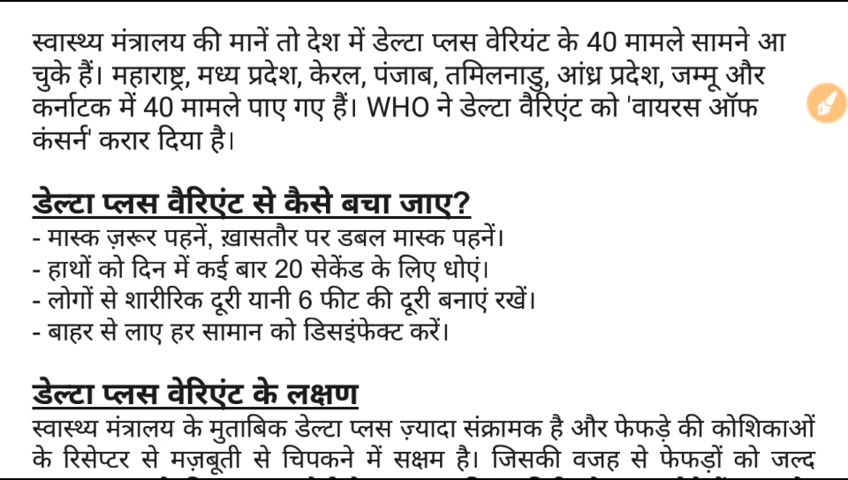 स्वास्थ्य मंत्रालय की मानें तो देश में डेल्टा प्लस वेरियंट के 40 मामले सामने आ
चुके हैं। महाराष्ट्र, मध्य प्रदेश, केरल, पंजाब, तमिलनाडु, आंध्र प्रदेश, जम्मू और
कर्नाटक में 40 मामले पाए गए हैं। WHO ने डेल्टा वैरिएंट को 'वायरस ऑफ
कंसर्न' करार दिया है।
डेल्टा प्लस वैरिएंट से कैसे बचा जाए?
- मास्क ज़रूर पहनें, ख़ासतौर पर डबल मास्क पहनें।
- हाथों को दिन में कई बार 20 सेकेंड के लिए धोएं।
- लोगों से शारीरिक दूरी यानी 6 फीट की दूरी बनाएं रखें।
- बाहर से लाए हर सामान को डिसइंफेक्ट करें।
डेल्टा प्लस वेरिएंट के लक्षण
स्वास्थ्य मंत्रालय के मुताबिक डेल्टा प्लस ज़्यादा संक्रामक है और फेफड़े की कोशिकाओं
के रिसेप्टर से मज़बूती से चिपकने में सक्षम है। जिसकी वजह से फेफड़ों को जल्द